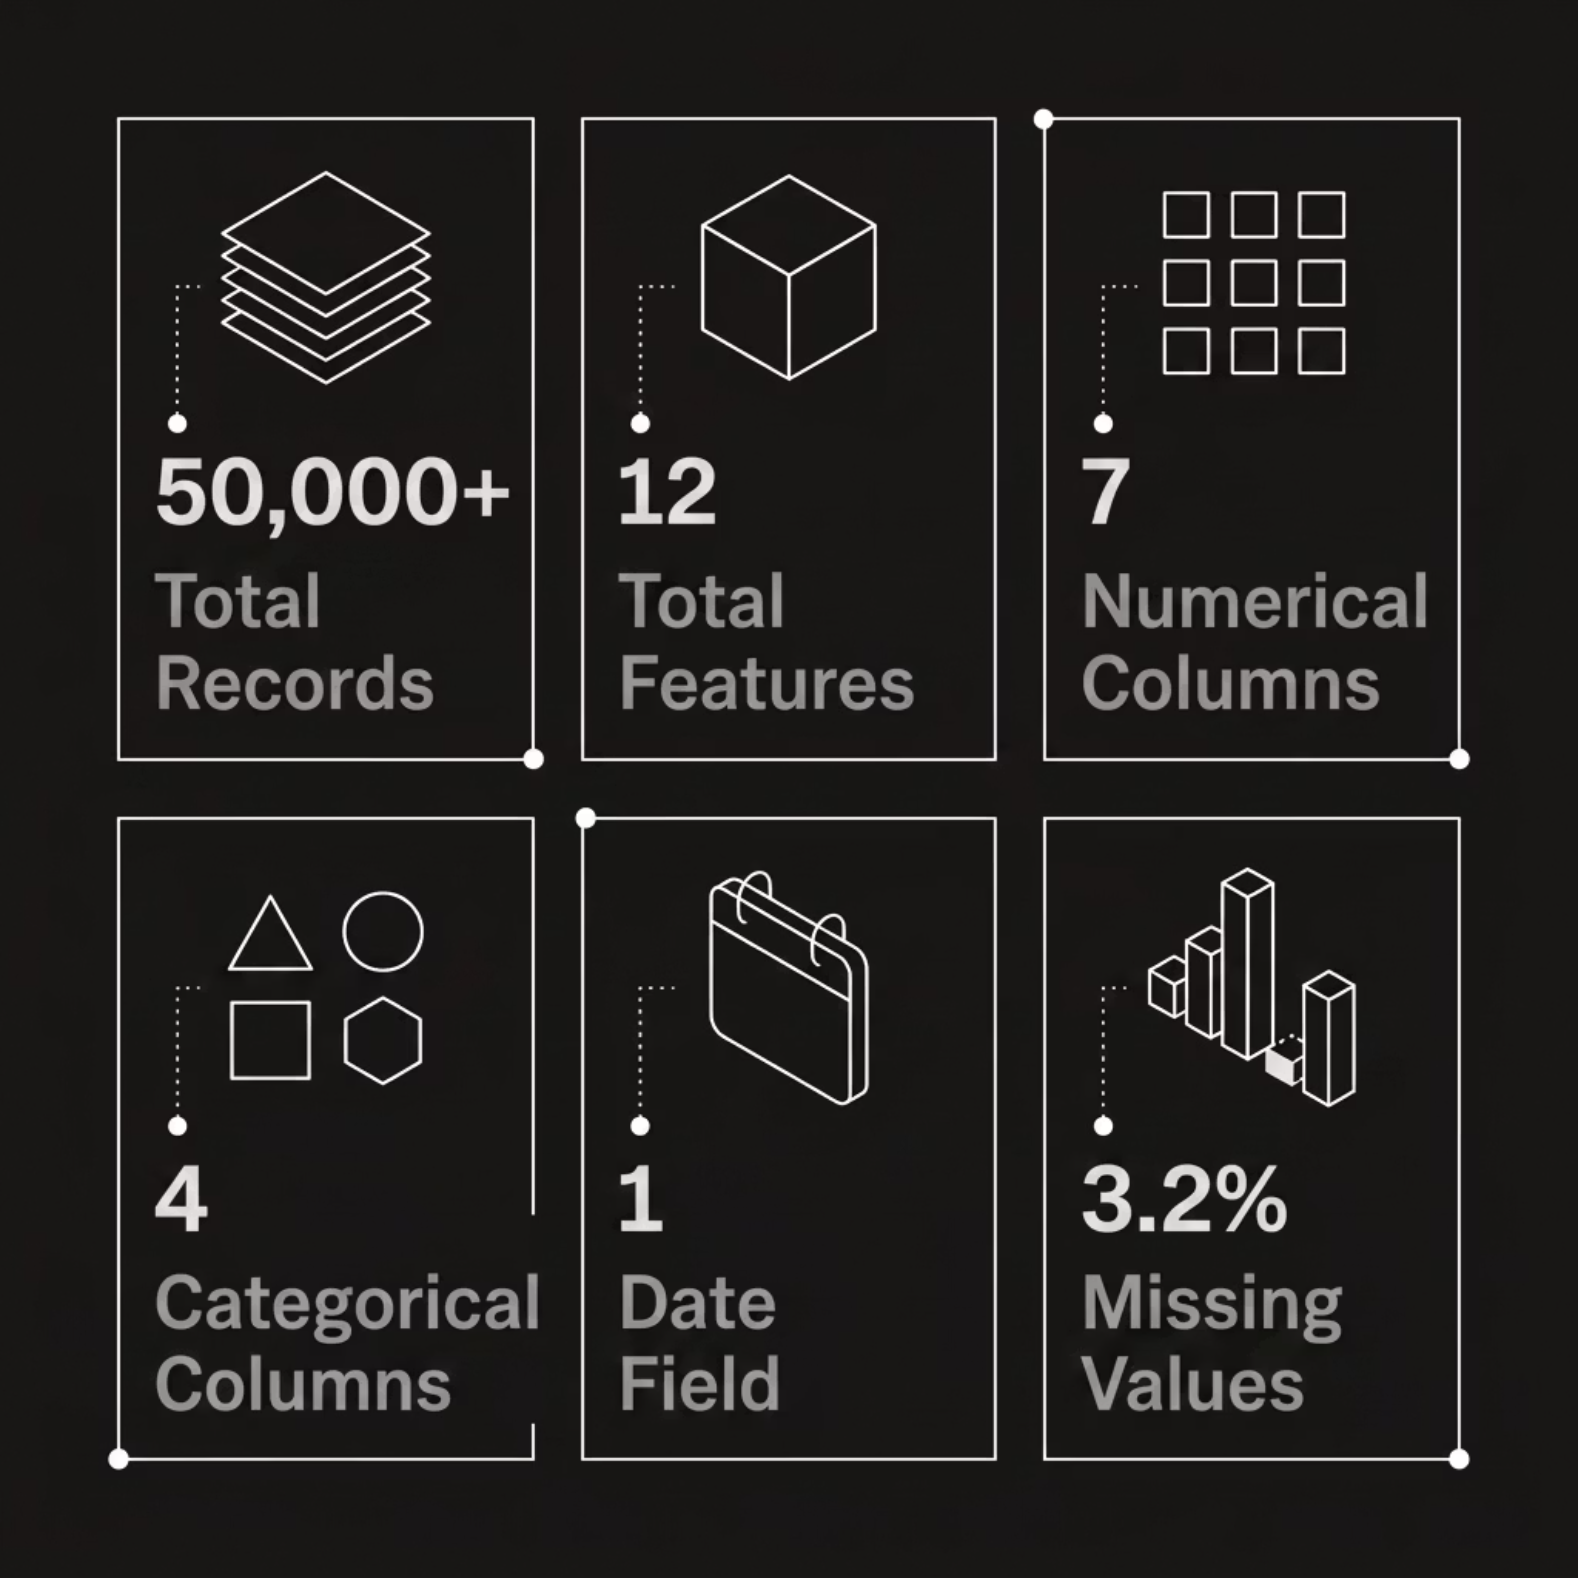 50,000+
Total
Records
12
Total
Features
7
Numerical
Columns
4
Categorical
Columns
1
Date
Field
3.2%
Missing
Values